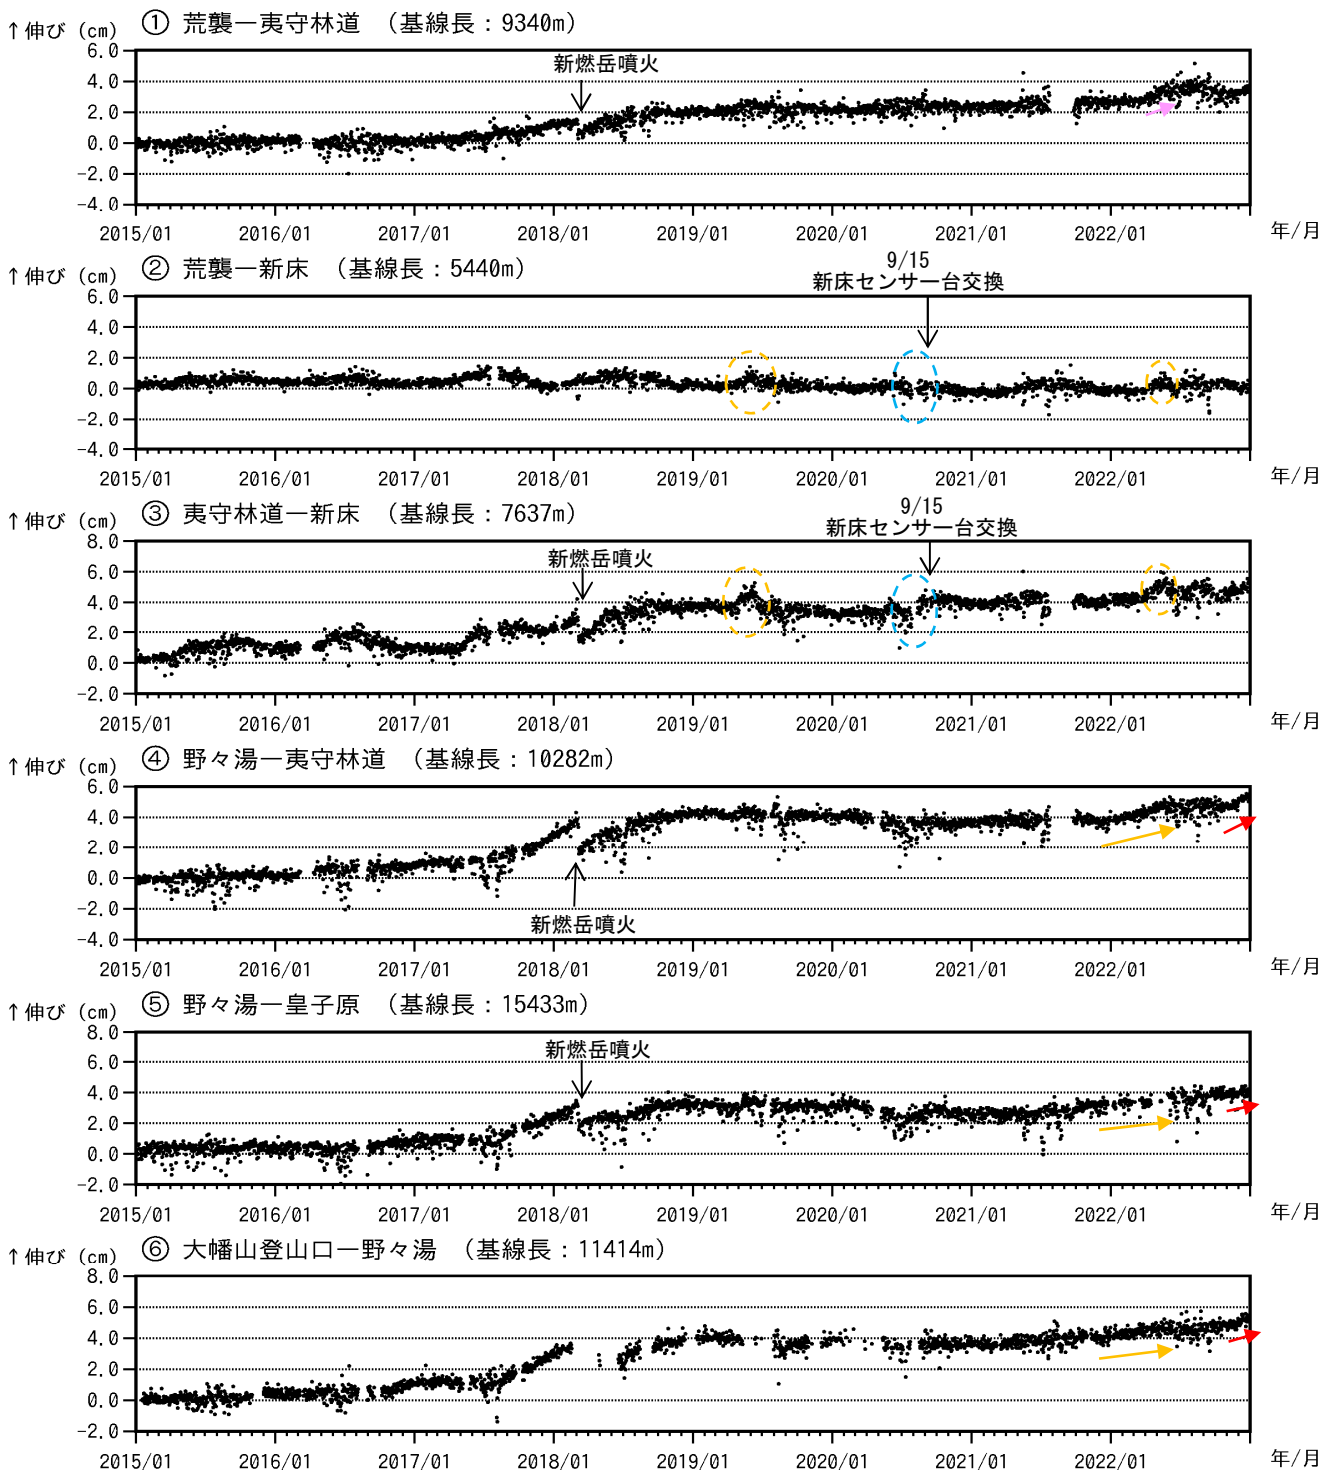 ↑伸び (cm) ① 荒襲ー夷守林道 （基線長：9340m）
新燃岳噴火
6.0
4.0
2.0
0.0
-2.0
-4.0
2015/01 2016/01 2017/01 2018/01 2019/01 2020/01 2021/01 2022/01 年/月
↑伸び (cm) ② 荒襲ー新床 （基線長：5440m）
9/15
新床センサー台交換
6.0
4.0
2.0
0.0
-2.0
-4.0
2015/01 2016/01 2017/01 2018/01 2019/01 2020/01 2021/01 2022/01 年/月
↑伸び (cm) ③ 夷守林道ー新床 （基線長：7637m）
9/15
新床センサー台交換
新燃岳噴火
8.0
6.0
4.0
2.0
0.0
-2.0
2015/01 2016/01 2017/01 2018/01 2019/01 2020/01 2021/01 2022/01 年/月
↑伸び (cm) ④ 野々湯ー夷守林道 （基線長：10282m）
6.0
4.0
2.0
0.0
-2.0
-4.0
新燃岳噴火
2015/01 2016/01 2017/01 2018/01 2019/01 2020/01 2021/01 2022/01 年/月
↑伸び (cm) ⑤ 野々湯ー皇子原 （基線長：15433m）
新燃岳噴火
8.0
6.0
4.0
2.0
0.0
-2.0
2015/01 2016/01 2017/01 2018/01 2019/01 2020/01 2021/01 2022/01 年/月
↑伸び (cm) ⑥ 大幡山登山口ー野々湯 （基線長：11414m）
8.0
6.0
4.0
2.0
0.0
-2.0
2015/01 2016/01 2017/01 2018/01 2019/01 2020/01 2021/01 2022/01 年/月